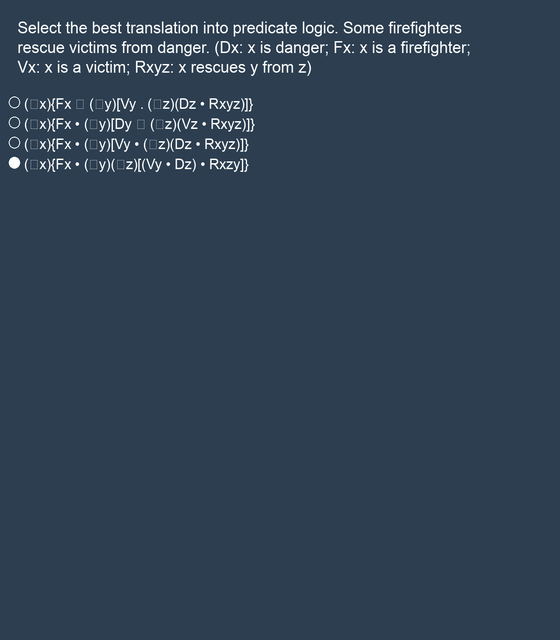 Select the best translation into predicate logic. Some firefighters
rescue victims from danger. (Dx: x is danger; Fx: x is a firefighter;
Vx: x is a victim; Rxyz: x rescues y from z)
(□x){Fx □ (□y)[Vy . (□z)(Dz • Rxyz)]}
(□x){Fx • (□y)[Dy □ (□z)(Vz • Rxyz)]}
(□x){Fx • (□y)[Vy • (□z)(Dz • Rxyz)]}
(□x){Fx • (□y)(□z)[(Vy • Dz) • Rxzy]}